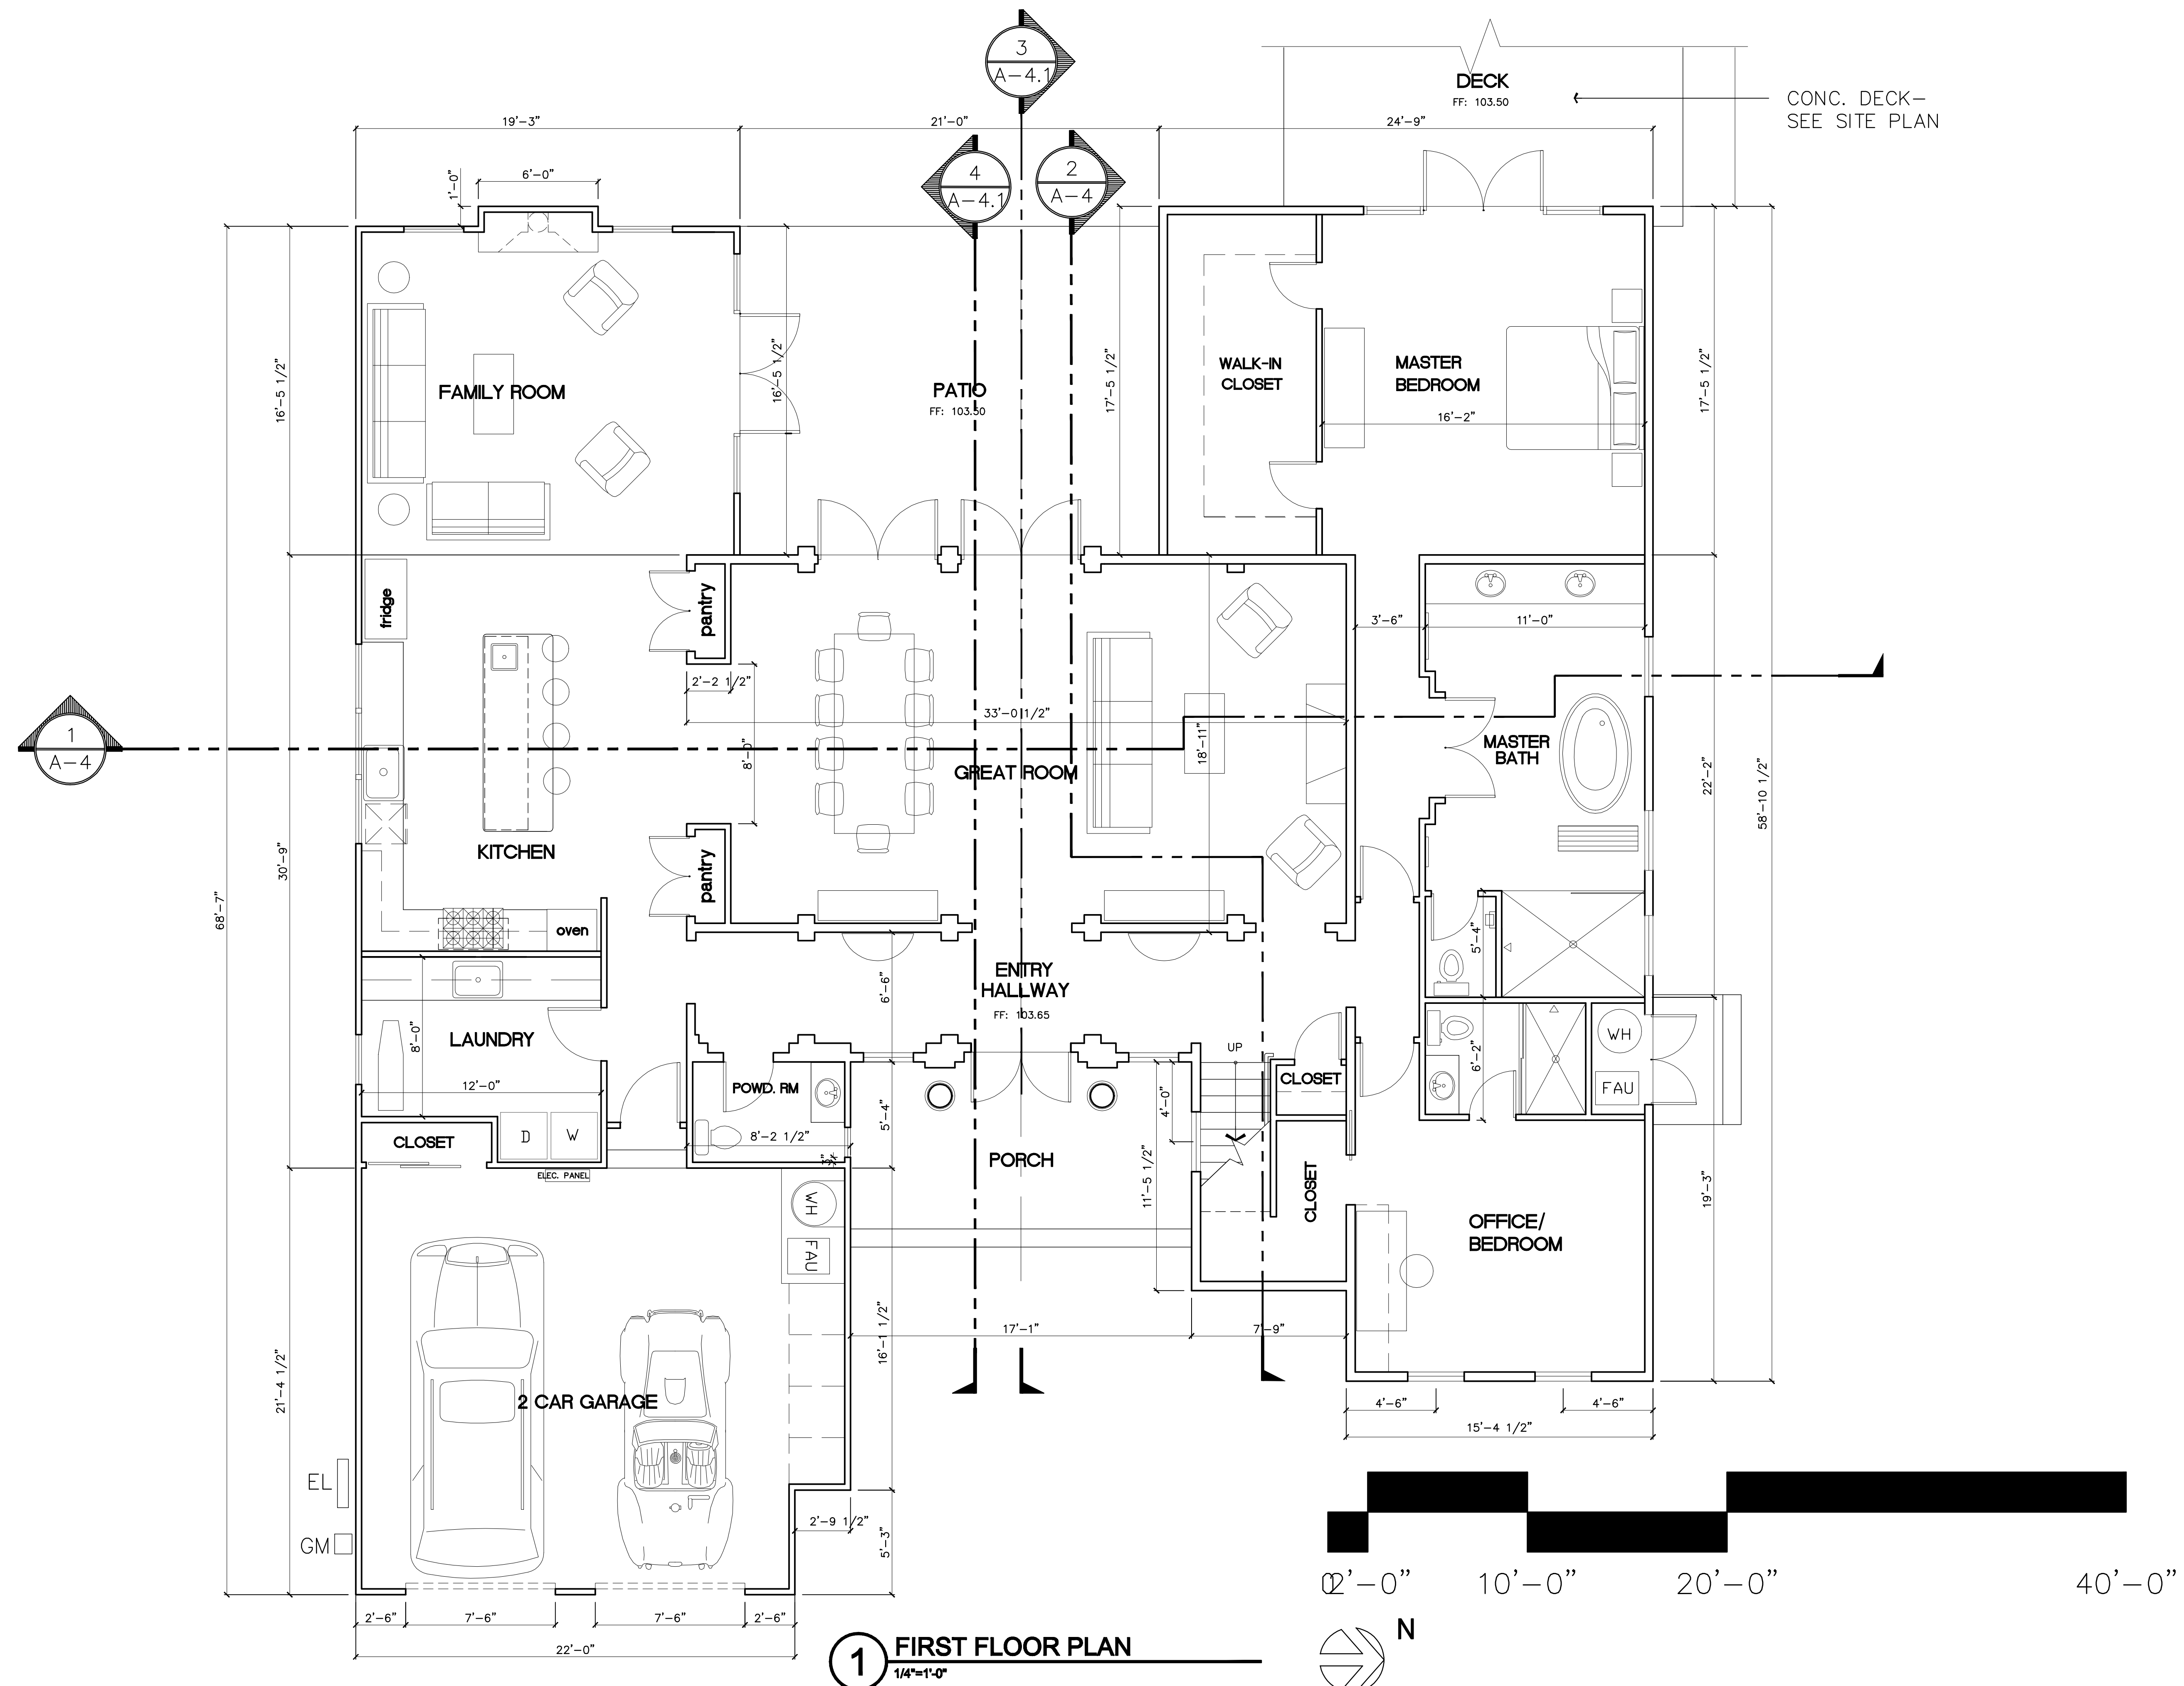 3
A-4.1
DECK
FF: 103.50
CONC. DECK-
SEE SITE PLAN
19'-3"
21'-0"
24'-9"
4
A-4.1
2
A-4
6'-0"
1'-0"
16'-5 1/2"
16'-5 1/2"
17'-5 1/2"
17'-5 1/2"
FAMILY ROOM
PATIO
FF: 103.50
WALK-IN
CLOSET
MASTER
BEDROOM
16'-2"
fridge
pantry
3'-6"
11'-0"
2'-2 1/2"
33'-0 1/2"
8'-0"
18'-11"
1
A-4
GREAT ROOM
MASTER
BATH
22'-2"
58'-10 1/2"
KITCHEN
pantry
30'-9"
68'-7"
oven
5'-4"
6'-6"
ENTRY
HALLWAY
FF: 103.65
LAUNDRY
8'-0"
12'-0"
UP
WH
FAU
6'-2"
POWD. RM
CLOSET
4'-0"
5'-4"
8'-2 1/2"
D
W
CLOSET
PORCH
ELEC. PANEL
11'-5 1/2"
CLOSET
19'-3"
WH
FAU
OFFICE/
BEDROOM
17'-1"
7'-9"
16'-1 1/2"
21'-4 1/2"
2 CAR GARAGE
4'-6"
4'-6"
15'-4 1/2"
EL
GM
2'-9 1/2"
5'-3"
0
2'-0"
10'-0"
20'-0"
40'-0"
2'-6"
7'-6"
7'-6"
2'-6"
22'-0"
1
FIRST FLOOR PLAN
1/4"=1'-0"
N